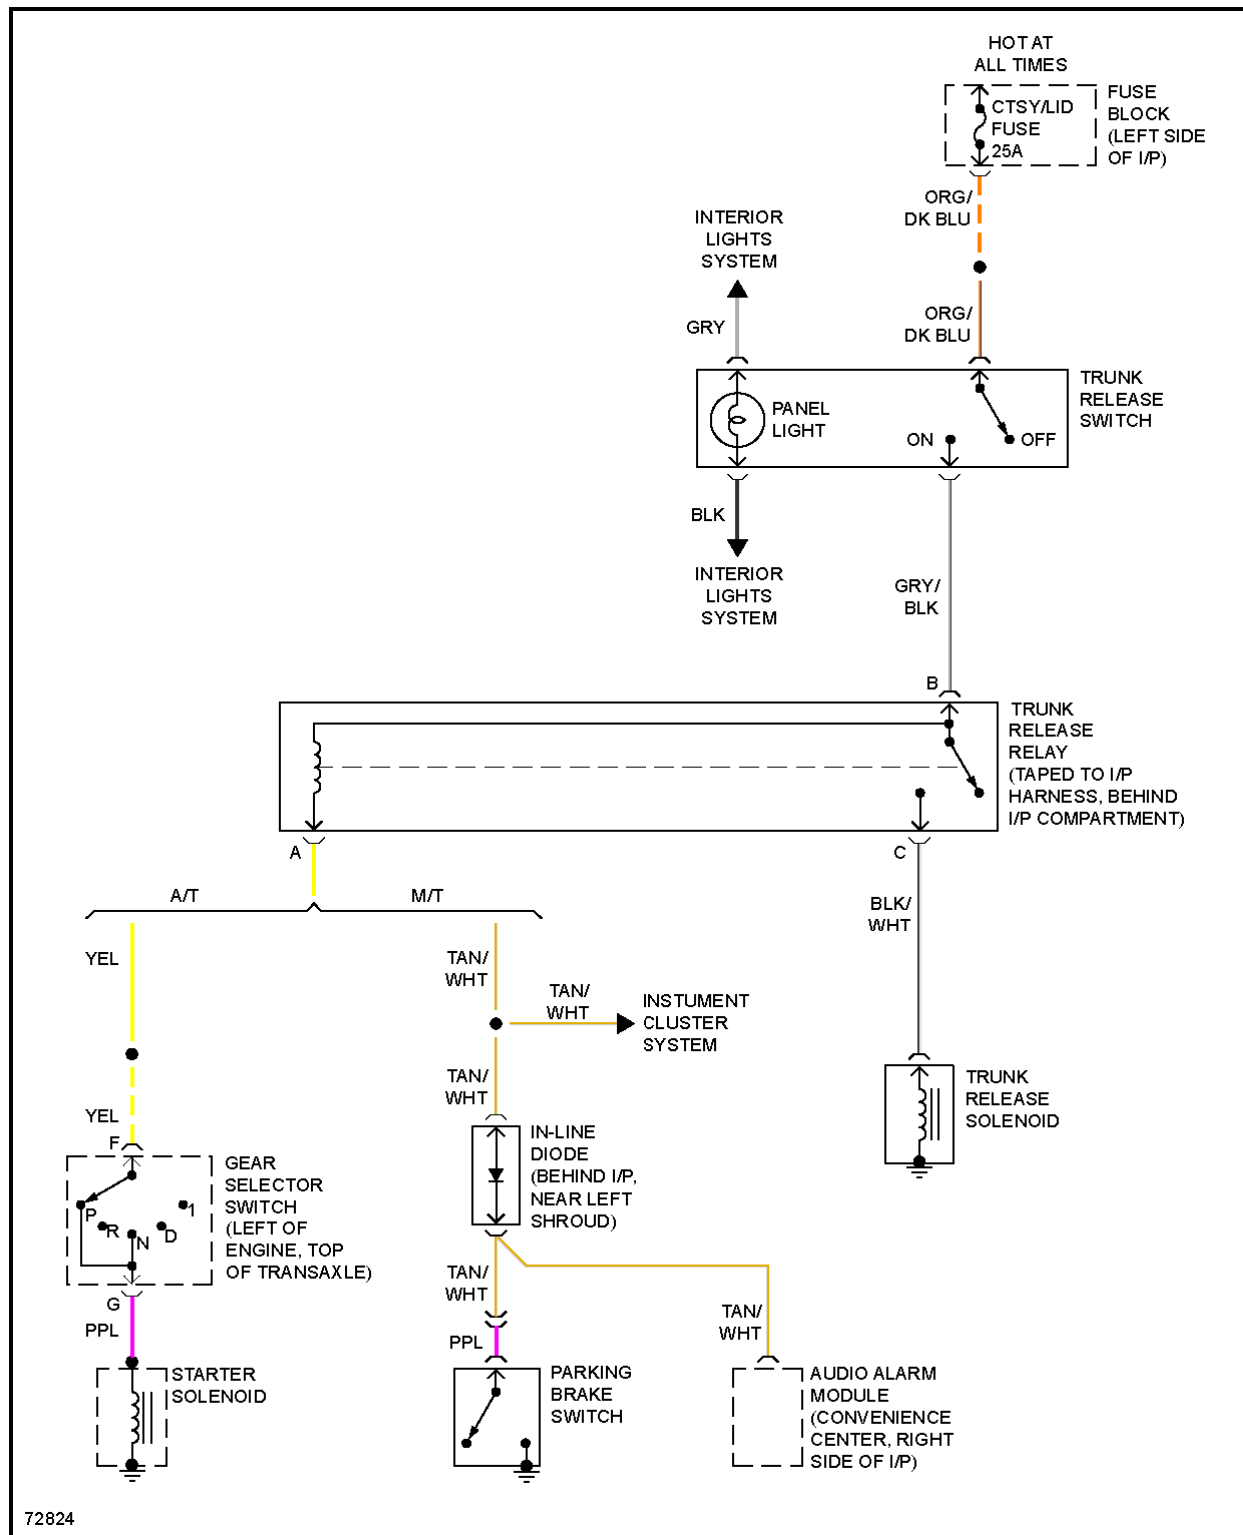 HOT AT
ALL TIMES
CTSY/LID
FUSE
25A
FUSE
BLOCK
(LEFT SIDE
OF I/P)
ORG/
DK BLU
INTERIOR
LIGHTS
SYSTEM
GRY
ORG/
DK BLU
PANEL
LIGHT
ON
OFF
TRUNK
RELEASE
SWITCH
BLK
INTERIOR
LIGHTS
SYSTEM
GRY/
BLK
B
TRUNK
RELEASE
RELAY
(TAPED TO I/P
HARNESS, BEHIND
I/P COMPARTMENT)
A
C
A/T
M/T
BLK/
WHT
YEL
TAN/
WHT
TAN/
WHT
INSTUMENT
CLUSTER
SYSTEM
TAN/
WHT
TRUNK
RELEASE
SOLENOID
YEL
F
P
R
N
D
1
GEAR
SELECTOR
SWITCH
(LEFT OF
ENGINE, TOP
OF TRANSAXLE)
IN-LINE
DIODE
(BEHIND I/P,
NEAR LEFT
SHROUD)
G
PPL
TAN/
WHT
TAN/
WHT
PPL
STARTER
SOLENOID
PARKING
BRAKE
SWITCH
AUDIO ALARM
MODULE
(CONVENIENCE
CENTER, RIGHT
SIDE OF I/P)
72824